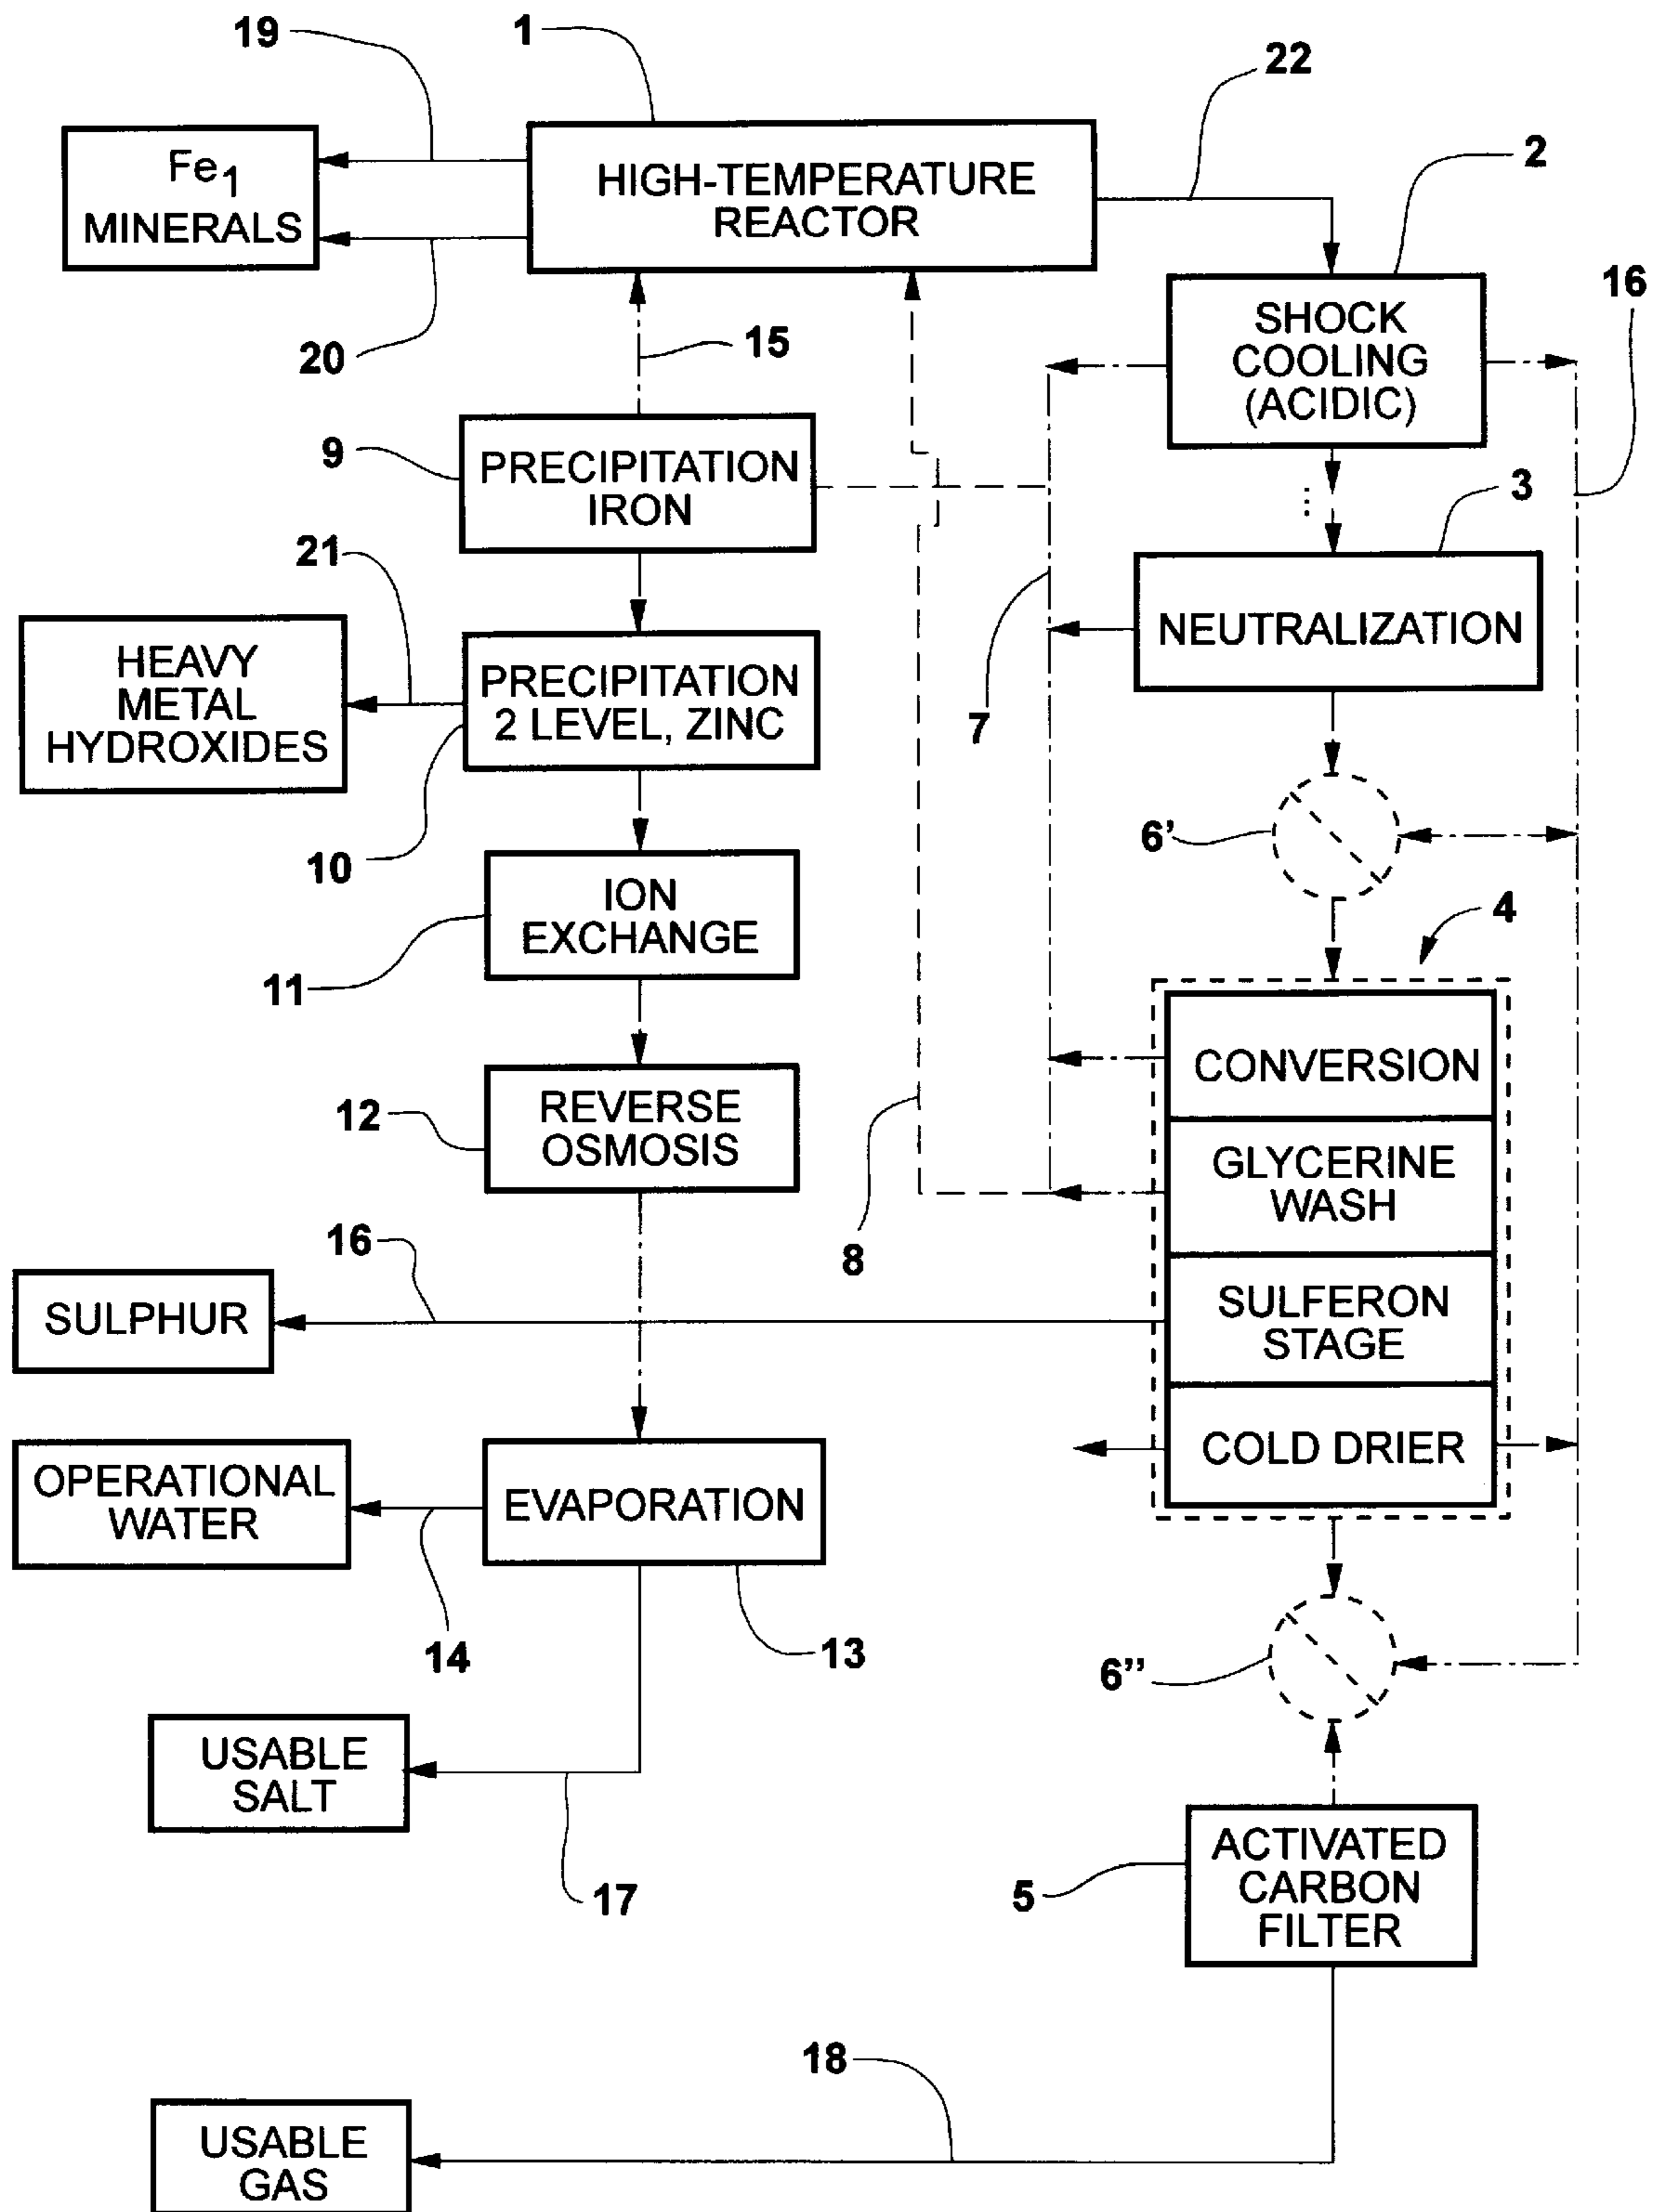 19
1
22
Fe1
MINERALS
HIGH-TEMPERATURE
REACTOR
2
20
15
SHOCK
COOLING
(ACIDIC)
16
9
PRECIPITATION
IRON
3
21
NEUTRALIZATION
HEAVY
METAL
HYDROXIDES
PRECIPITATION
2 LEVEL, ZINC
7
6'
10
ION
EXCHANGE
4
11
CONVERSION
12
REVERSE
OSMOSIS
GLYCERINE
WASH
16
8
SULPHUR
SULFERON
STAGE
OPERATIONAL
WATER
EVAPORATION
COLD DRIER
14
13
6''
USABLE
SALT
17
5
ACTIVATED
CARBON
FILTER
18
USABLE
GAS